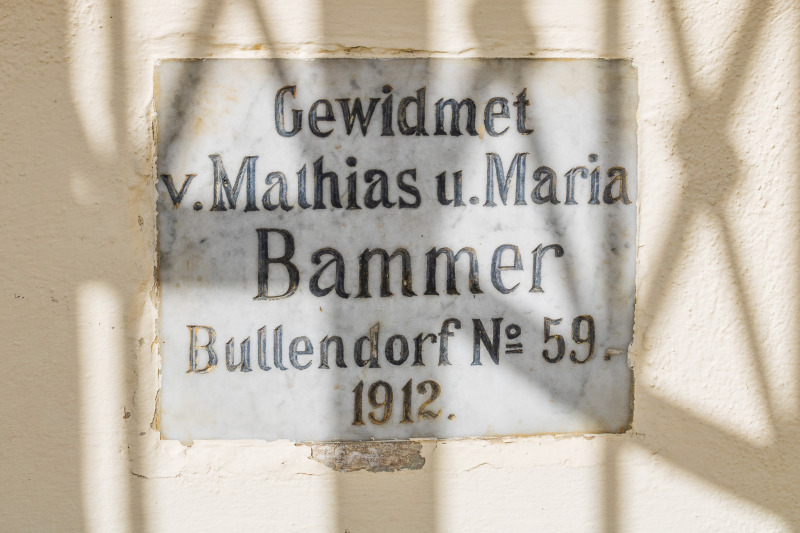 Gewidmet
v. Mathias u. Maria
Bammer
Bullendorf № 59.
1912.